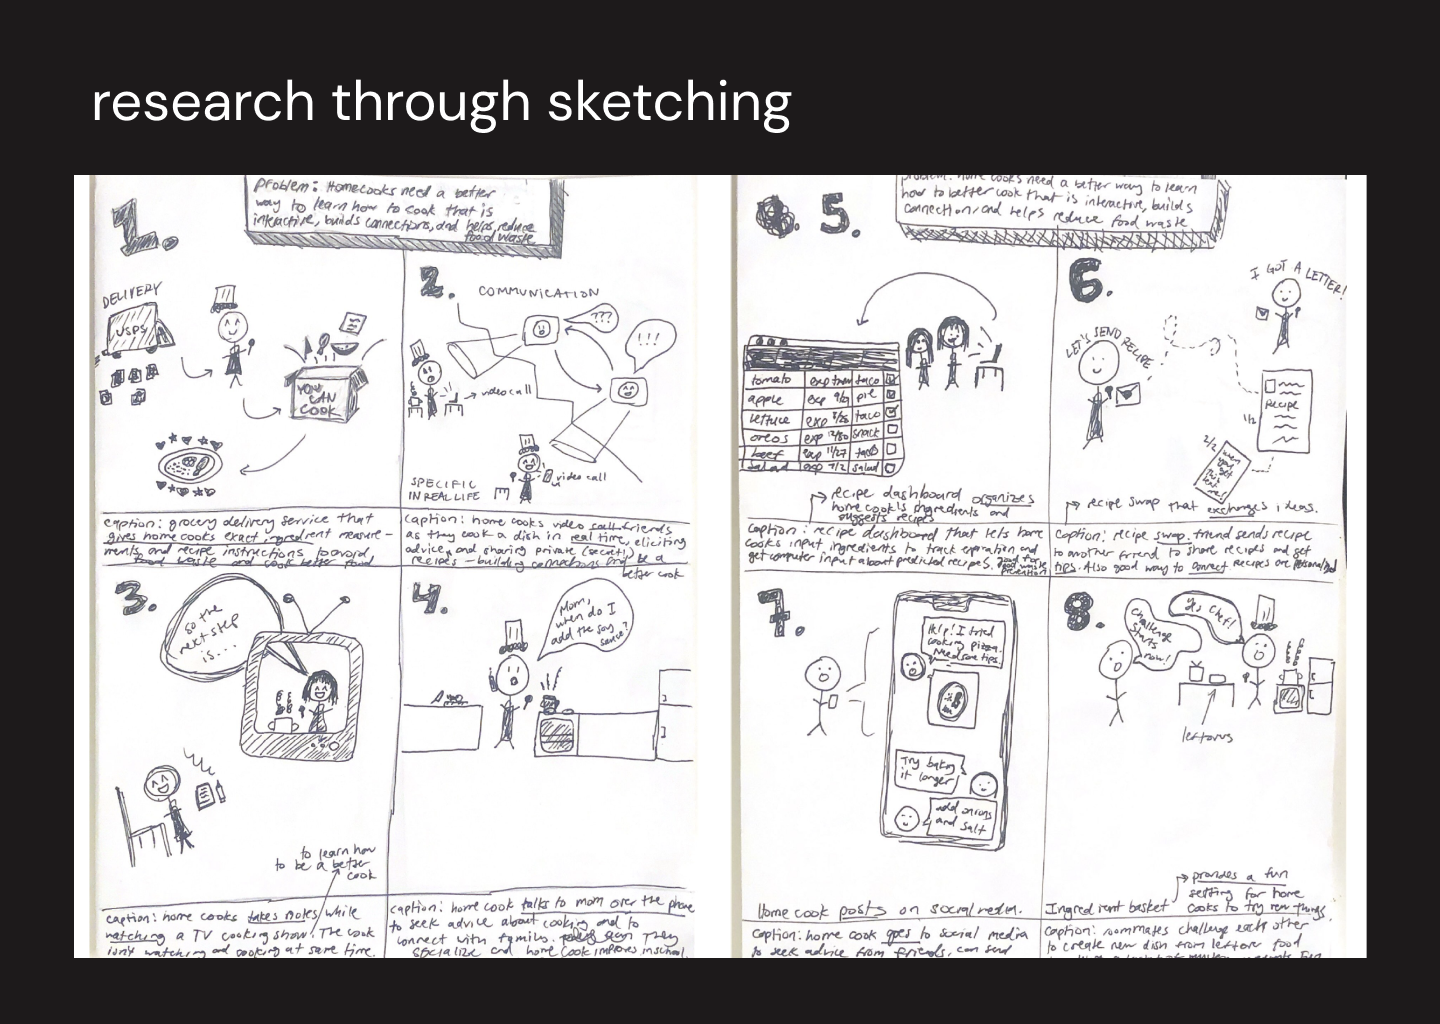 research through sketching
problem: Homecooks need a better
way to learn how to cook that is
interactive, builds connections, and helps reduce
food waste.
1.
DELIVERY
USPS
YOU
CAN
COOK
caption: grocery delivery service that
gives home cooks exact ingredient measure-
ments and recipe instructions to avoid
food waste and cook better food
2.
COMMUNICATION
???
!!!
video call
video call
SPECIFIC
IN REAL LIFE
caption: home cooks video call friends
as they cook a dish in real time, eliciting
advice, and sharing private (secret)
recipes - building connections and be a
better cook
3.
so the
next step
is....
to learn how
to be a better
cook
caption: home cooks takes notes while
watching a TV cooking show. The cook
isn't watching and cooking at same time.
4.
Mom,
when do I
add the soy
sauce?
caption: home cook talks to mom over the phone
to seek advice about cooking and to
connect with families. they
specialize and home cook improves
problem: home cooks need a better way to learn
how to better cook that is interactive, builds
connection, and helps reduce food waste
5.
tomato exp taco
apple exp 9/9 pie
lettuce exp 8/28 taco
oreos exp snack
beef exp 11/27 taco
salad exp 7/2 salad
recipe dashboard organizes
home cook's ingredients and
suggests recipes
caption: recipe dashboard that lets home
cooks input ingredients to track expiration and
get computer input about predicted recipes. good for
food waste
prevention
6.
I GOT A LETTER!
LET'S SEND RECIPE
1/2
Recipe
2/2
when
you
get
this
text
me!
recipe swap that exchanges ideas.
caption: recipe swap. friend sends recipe
to another friend to share recipes and get
tips. Also good way to connect recipes are personalized
7.
Help! I tried
cooking pizza.
Need some tips.
Try baking
it longer
add onions
and salt
Home cook posts on social media.
caption: home cook goes to social media
to seek advice from friends, can send
8.
challenge
starts
now!
Yes chef!
leftovers
provides a fun
setting for home
Ingredient basket cooks to try new things.
caption: roommates challenge each other
to create new dish from leftover food